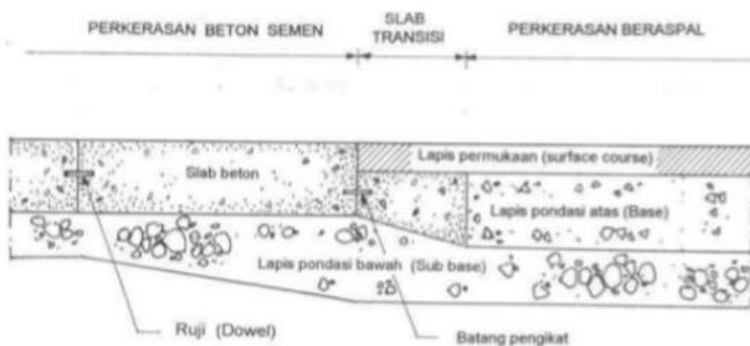 PERKERASAN BETON SEMEN
SLAB
TRANSISI
PERKERASAN BERASPAL
Slab beton
Lapis permukaan (surface course)
Lapis pondasi atas (Base)
Lapis pondasi bawah (Sub base)
Ruji (Dowel)
Batang pengikat